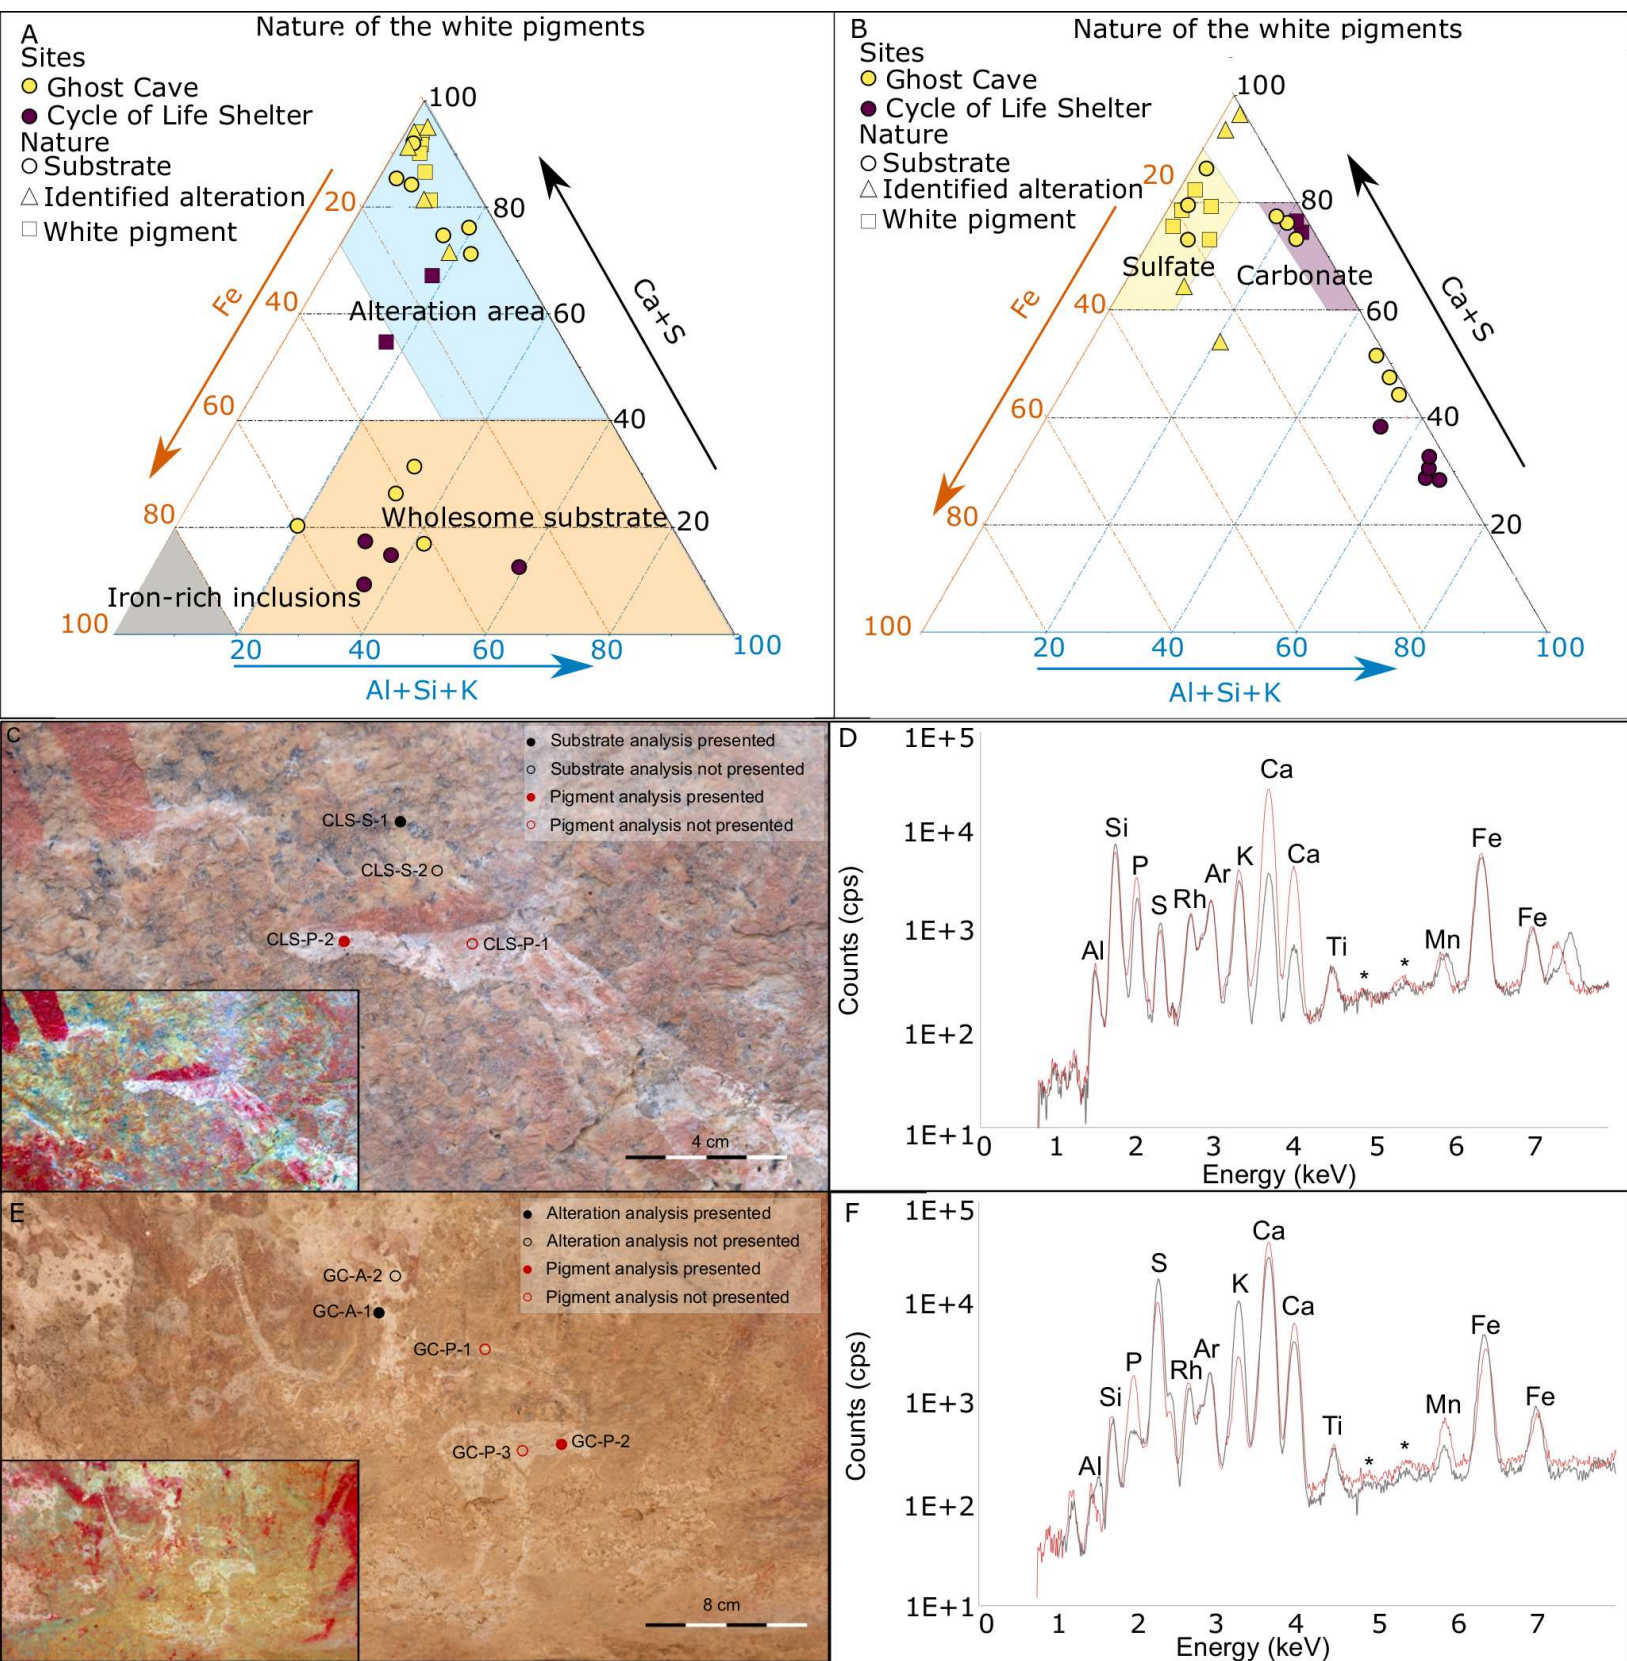 A
Nature of the white pigments
Sites
Ghost Cave
Cycle of Life Shelter
Nature
Substrate
Identified alteration
White pigment
100
20
80
Fe
40
Alteration area
60
Ca+S
60
40
80
Wholesome substrate
20
Iron-rich inclusions
100
20
40
60
80
100
Al+Si+K
B
Nature of the white pigments
Sites
Ghost Cave
Cycle of Life Shelter
Nature
Substrate
Identified alteration
White pigment
100
20
80
Sulfate
Carbonate
Fe
40
60
Ca+S
60
40
80
20
100
20
40
60
80
100
Al+Si+K
C
Substrate analysis presented
Substrate analysis not presented
Pigment analysis presented
Pigment analysis not presented
CLS-S-1
CLS-S-2
CLS-P-2
CLS-P-1
4 cm
D
1E+5
1E+4
1E+3
1E+2
1E+1
Counts (cps)
Al
Si
P
S
Rh
Ar
K
Ca
Ca
Ti
*
*
Mn
Fe
Fe
0 1 2 3 4 5 6 7
Energy (keV)
E
Alteration analysis presented
Alteration analysis not presented
Pigment analysis presented
Pigment analysis not presented
GC-A-2
GC-A-1
GC-P-1
GC-P-3
GC-P-2
8 cm
F
1E+5
1E+4
1E+3
1E+2
1E+1
Counts (cps)
Al
Si
P
S
Rh
Ar
K
Ca
Ca
Ti
*
*
Mn
Fe
Fe
0 1 2 3 4 5 6 7
Energy (keV)